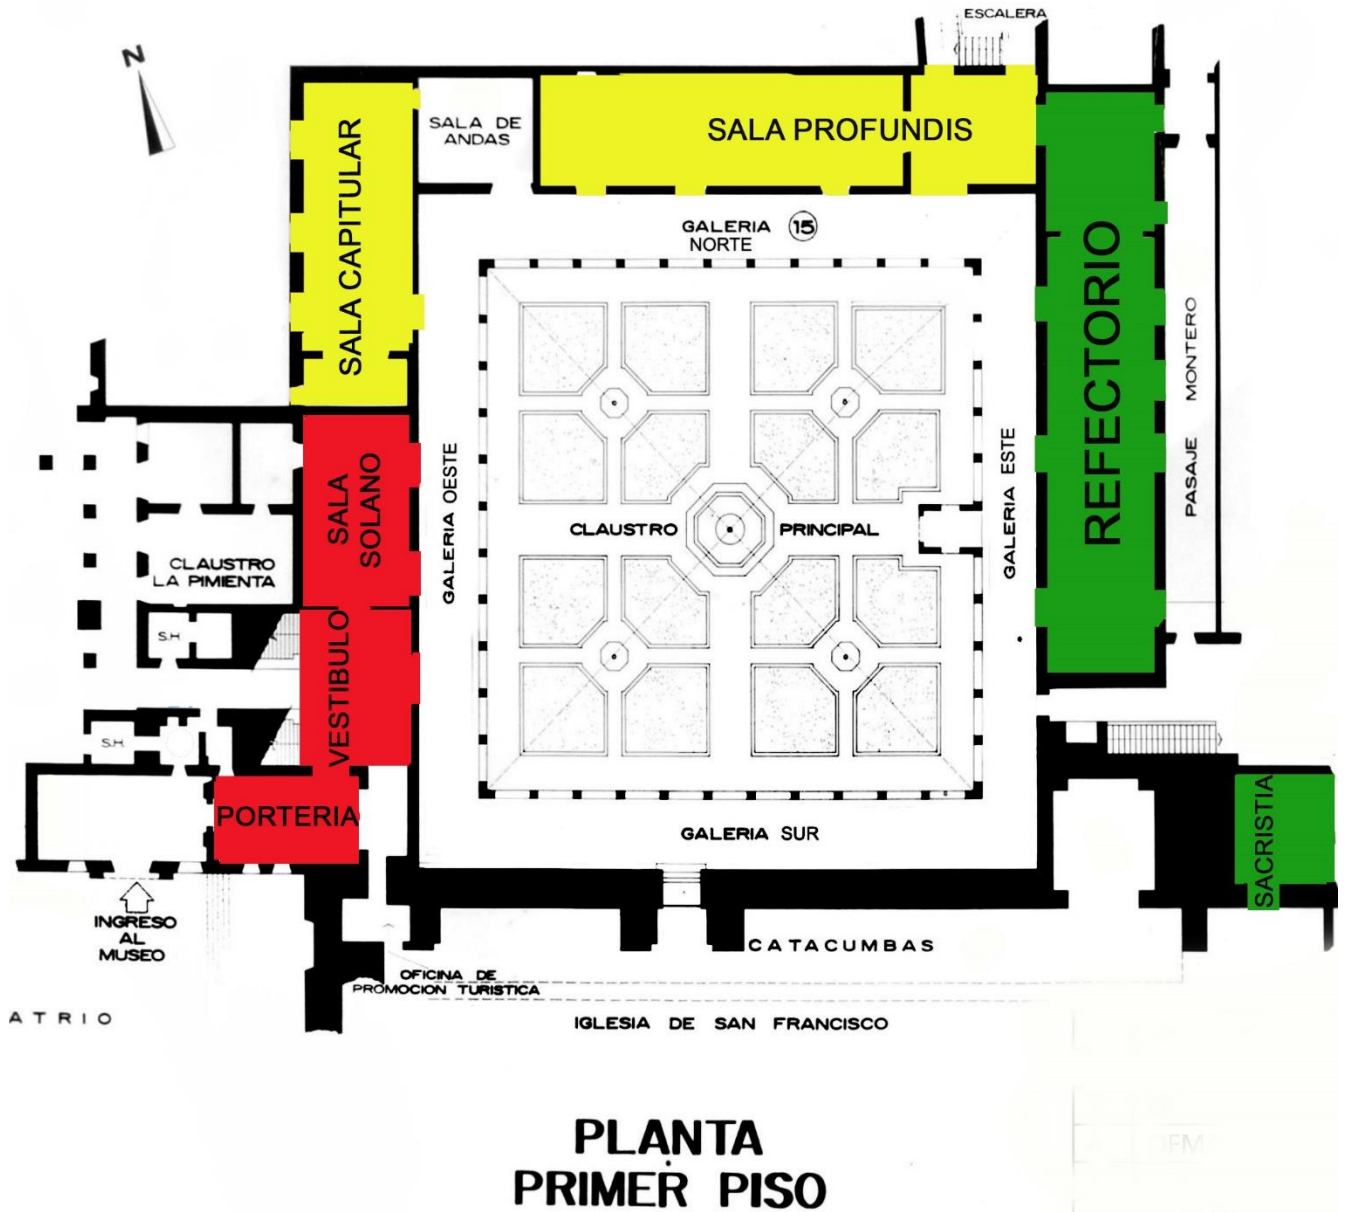 ESCALERA
N
SALA DE
ANDAS
SALA PROFUNDIS
SALA CAPITULAR
GALERIA 15
NORTE
REFECTORIO
PASAJE MONTERO
SALA
SOLANO
GALERIA OESTE
CLAUSTRO PRINCIPAL
GALERIA ESTE
CLAUSTRO
LA PIMIENTA
S.H.
VESTIBULO
S.H.
PORTERIA
GALERIA SUR
SACRISTIA
INGRESO
AL
MUSEO
CATACUMBAS
OFICINA DE
PROMOCION TURISTICA
ATRIO
IGLESIA DE SAN FRANCISCO
PLANTA
PRIMER PISO